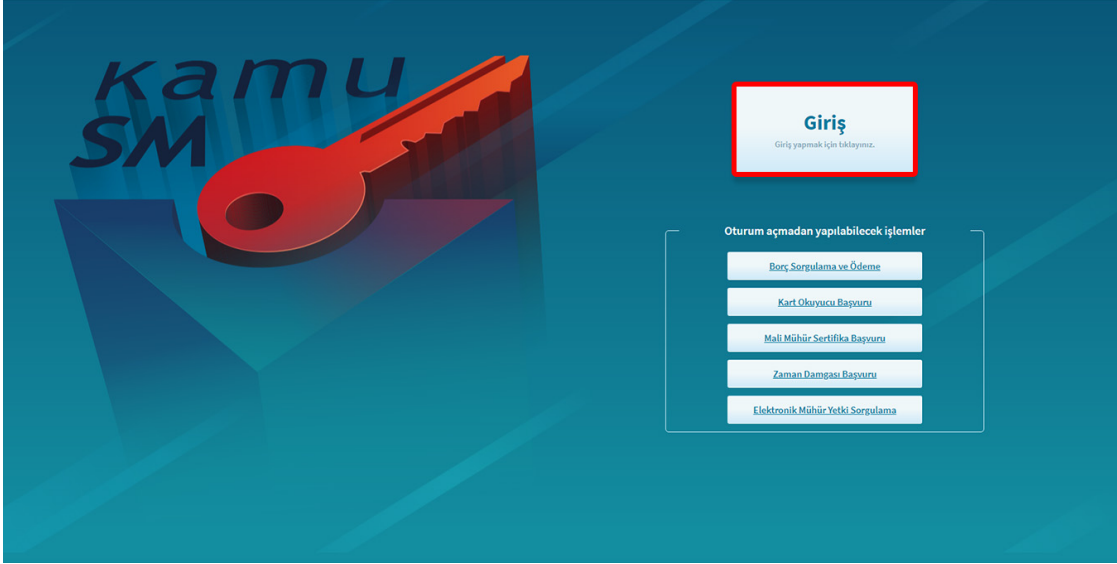 kamu
SM
Giriş
Giriş yapmak için tıklayınız.
Oturum açmadan yapılabilecek işlemler
Borç Sorgulama ve Ödeme
Kart Okuyucu Başvuru
Mali Mühür Sertifika Başvuru
Zaman Damgası Başvuru
Elektronik Mühür Yetki Sorgulama